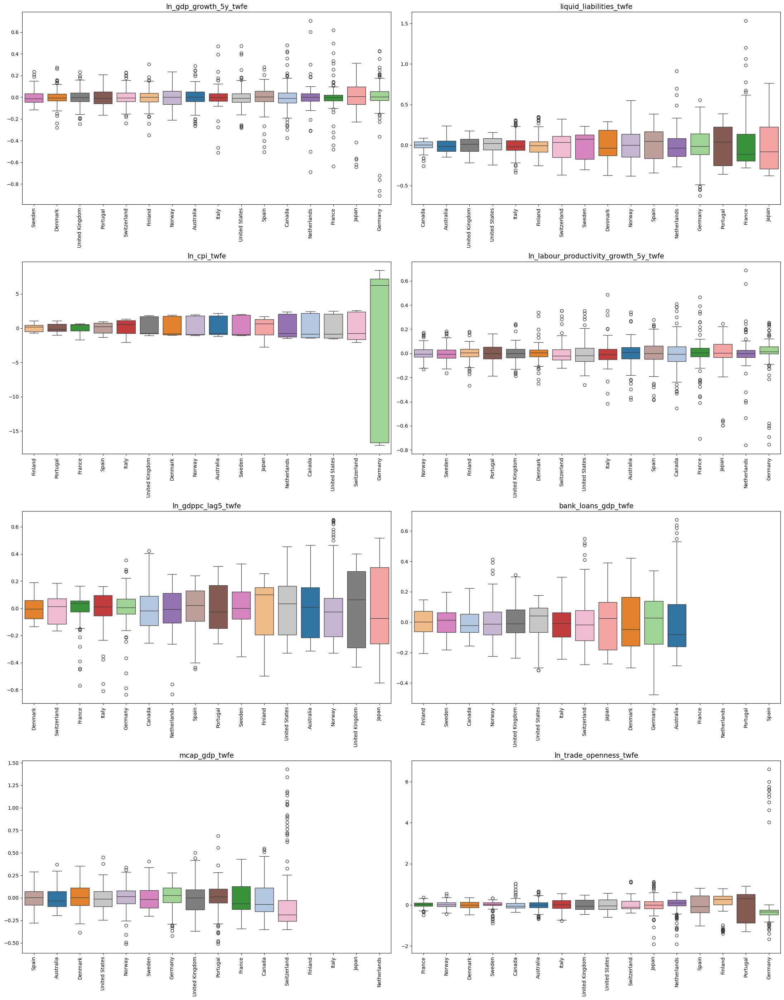 ln_gdp_growth_5y_twfe
0.6
0.4
0.2
0.0
−0.2
−0.4
−0.6
−0.8
Sweden
Denmark
United Kingdom
Portugal
Switzerland
Finland
Norway
Australia
Italy
United States
Spain
Canada
Netherlands
France
Japan
Germany
liquid_liabilities_twfe
1.5
1.0
0.5
0.0
−0.5
Canada
Australia
United Kingdom
United States
Italy
Finland
Switzerland
Sweden
Denmark
Norway
Spain
Netherlands
Germany
Portugal
France
Japan
ln_cpi_twfe
5
0
−5
−10
−15
Finland
Portugal
France
Spain
Italy
United Kingdom
Denmark
Norway
Australia
Sweden
Japan
Netherlands
Canada
United States
Switzerland
Germany
ln_labour_productivity_growth_5y_twfe
0.6
0.4
0.2
0.0
−0.2
−0.4
−0.6
−0.8
Norway
Sweden
Finland
Portugal
United Kingdom
Denmark
Switzerland
United States
Italy
Australia
Spain
Canada
France
Japan
Netherlands
Germany
ln_gdppc_lag5_twfe
0.6
0.4
0.2
0.0
−0.2
−0.4
−0.6
Denmark
Switzerland
France
Italy
Germany
Canada
Netherlands
Spain
Portugal
Sweden
Finland
United States
Australia
Norway
United Kingdom
Japan
bank_loans_gdp_twfe
0.6
0.4
0.2
0.0
−0.2
−0.4
Finland
Sweden
Canada
Norway
United Kingdom
United States
Italy
Switzerland
Japan
Denmark
Germany
Australia
France
Netherlands
Portugal
Spain
mcap_gdp_twfe
1.50
1.25
1.00
0.75
0.50
0.25
0.00
−0.25
−0.50
Spain
Australia
Denmark
United States
Norway
Sweden
Germany
United Kingdom
Portugal
France
Canada
Switzerland
Finland
Italy
Japan
Netherlands
ln_trade_openness_twfe
6
4
2
0
−2
France
Norway
Denmark
Sweden
Canada
Australia
Italy
United Kingdom
United States
Switzerland
Japan
Netherlands
Spain
Finland
Portugal
Germany